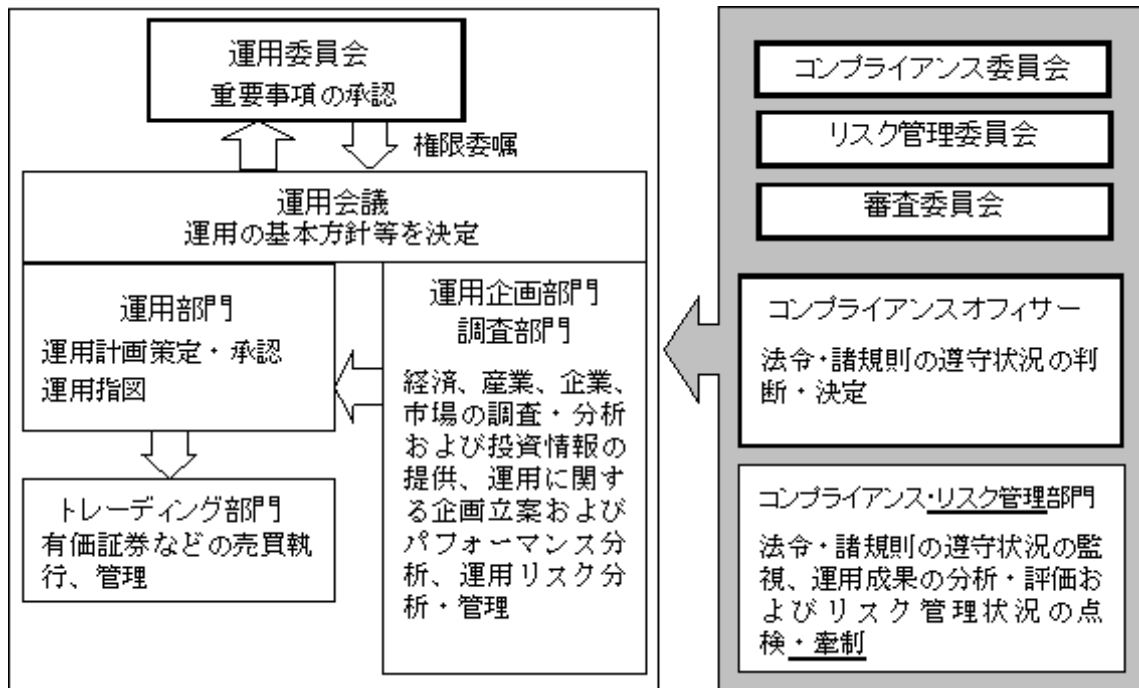 運用委員会
重要事項の承認
権限委嘱
運用会議
運用の基本方針等を決定
運用部門
運用計画策定・承認
運用指図
トレーディング部門
有価証券などの売買執
行、管理
運用企画部門
調査部門
経済、産業、企業、
市場の調査・分析
および投資情報の
提供、運用に関す
る企画立案および
パフォーマンス分
析、運用リスク分
析・管理
コンプライアンス委員会
リスク管理委員会
審査委員会
コンプライアンスオフィサー
法令・諸規則の遵守状況の判
断・決定
コンプライアンス・リスク管理部門
法令・諸規則の遵守状況の監
視、運用成果の分析・評価お
よびリスク管理状況の点
検・牽制